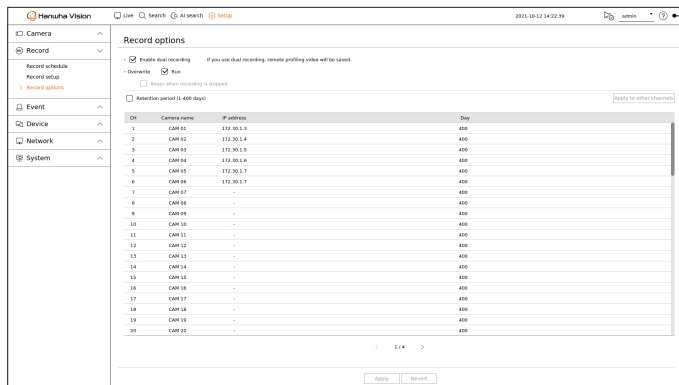 Hanwha Vision Live Search AI search Setup 2021-10-12 14:22:39 admin ?
Camera
Record
Record schedule
Record setup
> Record options
Event
Device
Network
System
Record options
Enable dual recording If you use dual recording, remote profiling video will be saved.
Overwrite Run
Beeps when recording is stopped
Retention period (1-400 days) Apply to other channels
CH Camera name IP address Day
1 CAM 01 172.30.1.3 400
2 CAM 02 172.30.1.4 400
3 CAM 03 172.30.1.5 400
4 CAM 04 172.30.1.6 400
5 CAM 05 172.30.1.7 400
6 CAM 06 172.30.1.7 400
7 CAM 07 - 400
8 CAM 08 - 400
9 CAM 09 - 400
10 CAM 10 - 400
11 CAM 11 - 400
12 CAM 12 - 400
13 CAM 13 - 400
14 CAM 14 - 400
15 CAM 15 - 400
16 CAM 16 - 400
17 CAM 17 - 400
18 CAM 18 - 400
19 CAM 19 - 400
20 CAM 20 - 400
< 1 / 4 >
Apply Revert